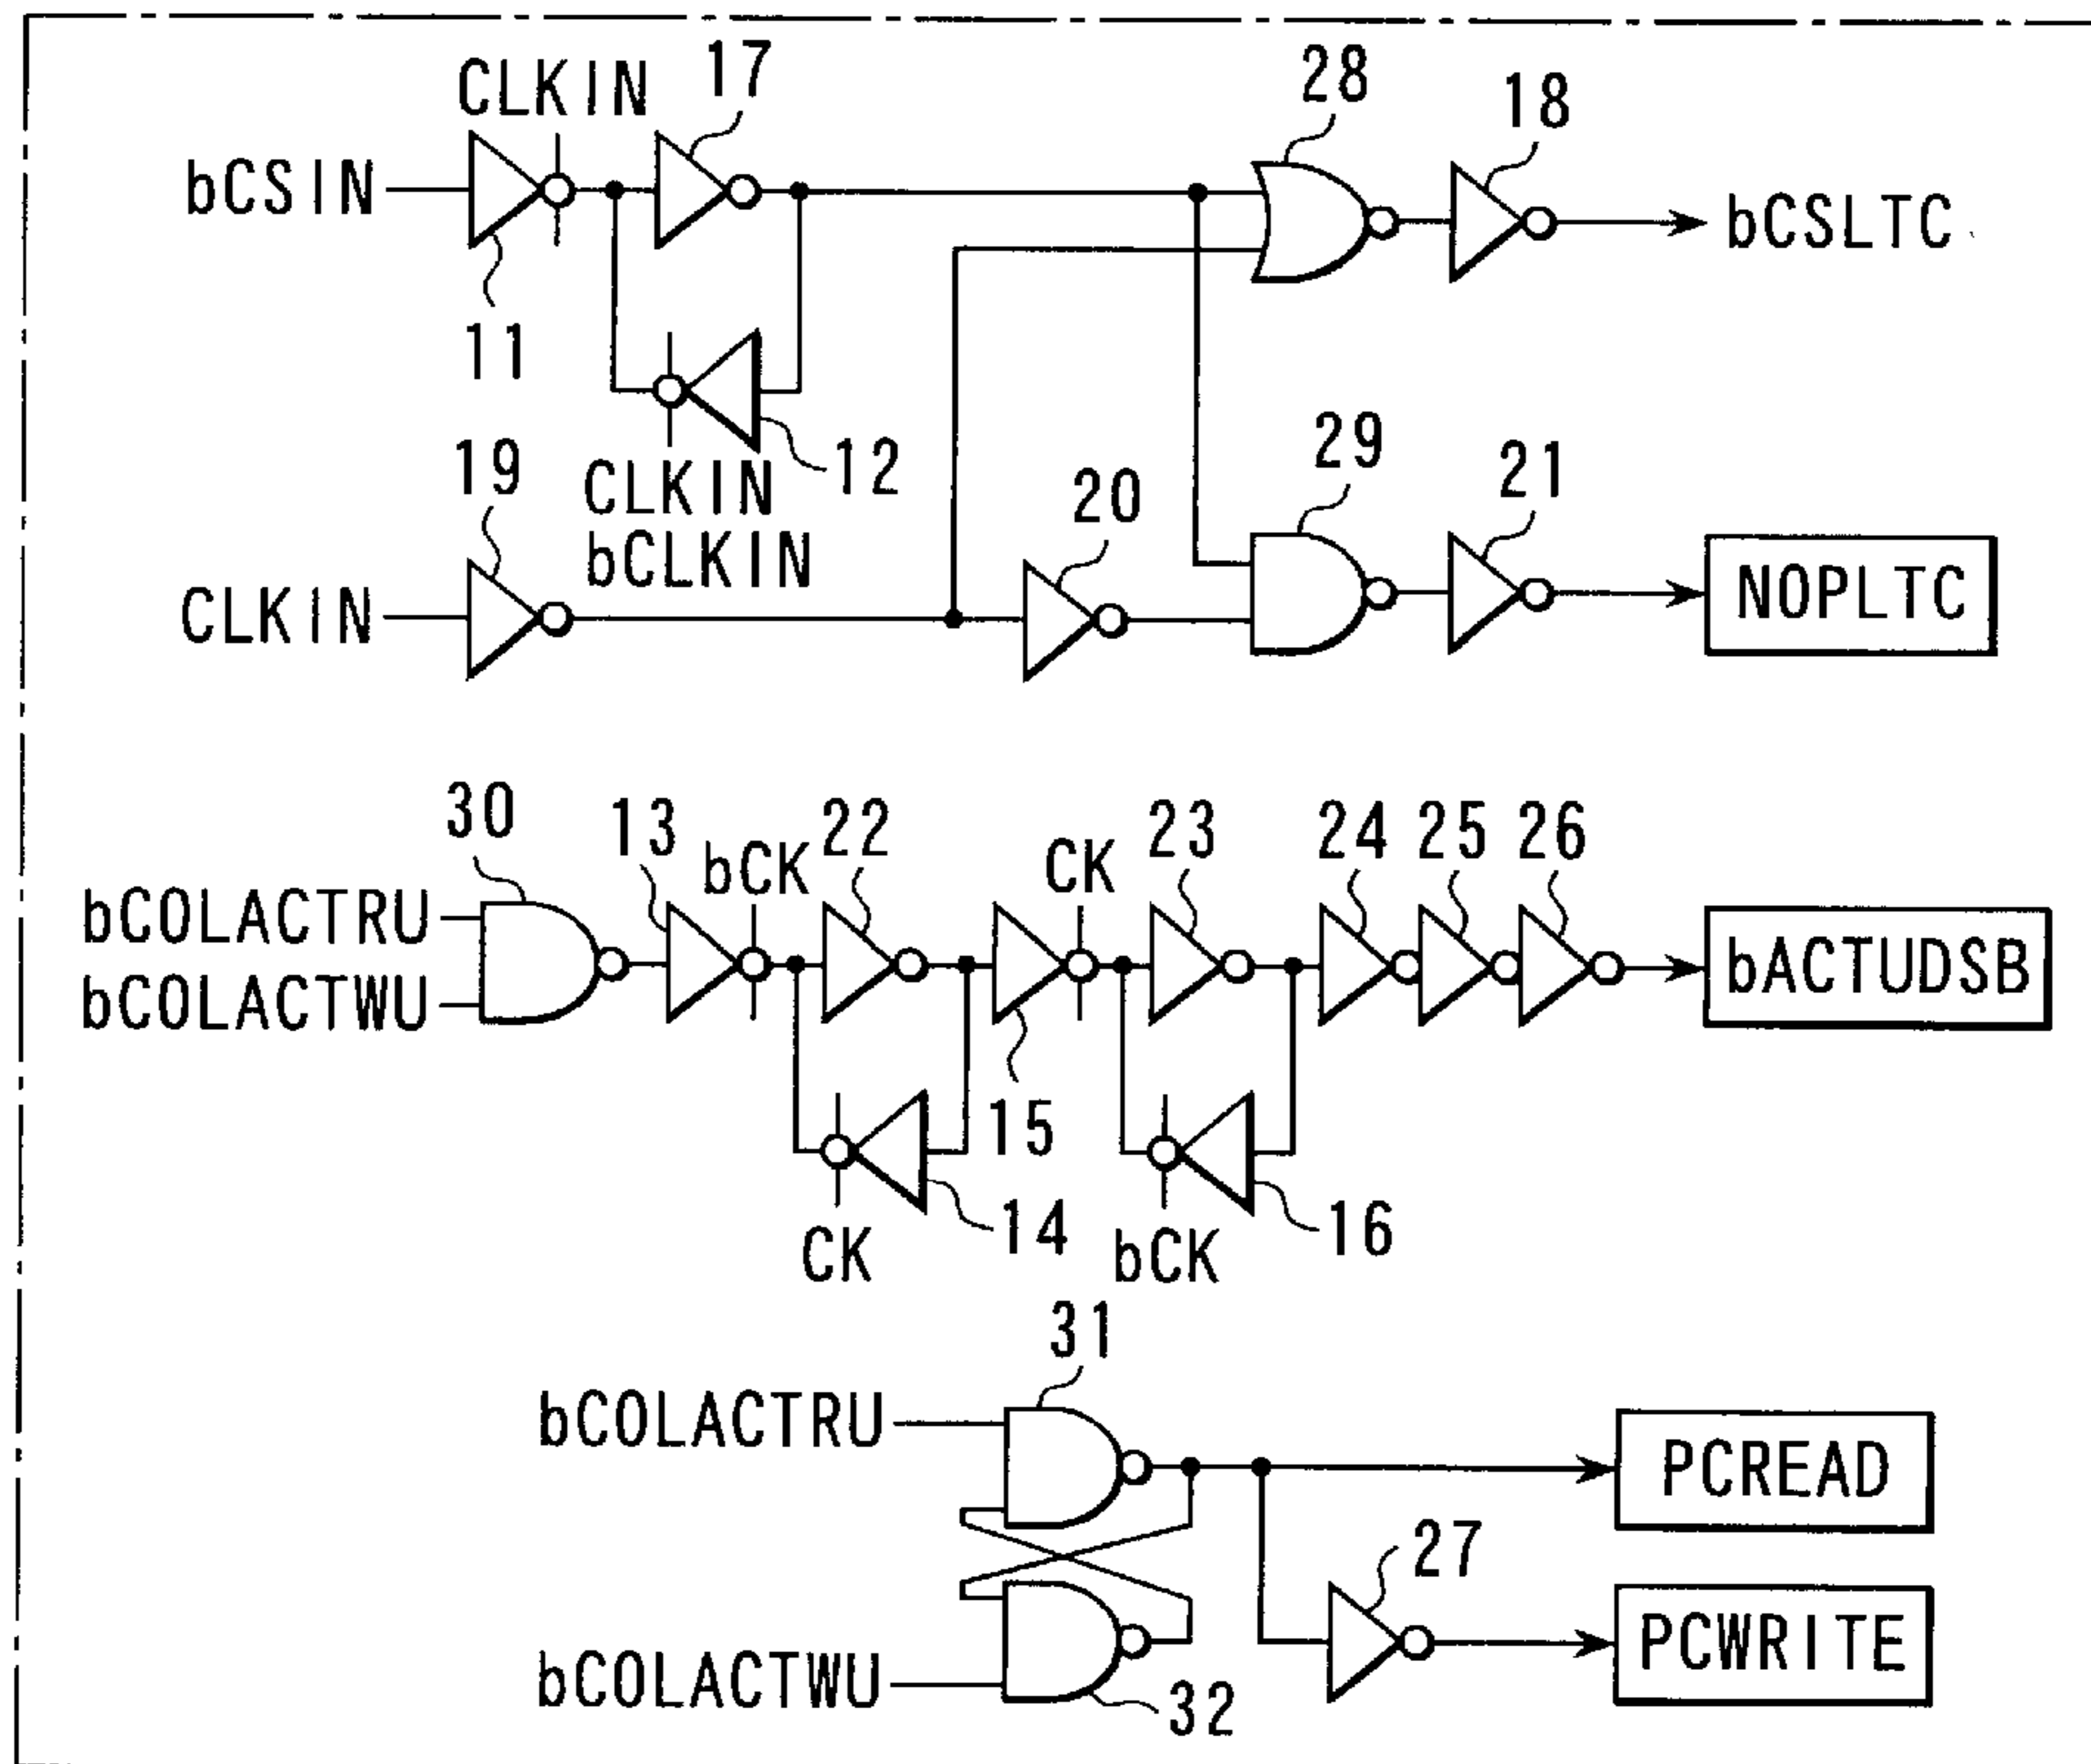 CLKIN 17 28 18
bCSIN bCSLTC
11
19 CLKIN 12 20 29 21
bCLKIN
CLKIN NOPLTC
30 13 bCK 22 CK 23 24 25 26
bCOLACTRU
bACTUDSB
bCOLACTWU
15
CK 14 bCK 16
31
bCOLACTRU
PCREAD
27
PCWRITE
bCOLACTWU 32